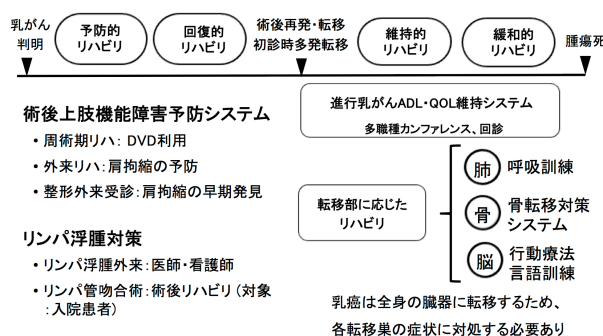 乳がん
判明
予防的
リハビリ
回復的
リハビリ
術後再発・転移
初診時多発転移
維持的
リハビリ
緩和的
リハビリ
腫瘍死
術後上肢機能障害予防システム
・周術期リハ： DVD利用
・外来リハ：肩拘縮の予防
・整形外来受診：肩拘縮の早期発見
リンパ浮腫対策
・リンパ浮腫外来：医師・看護師
・リンパ管吻合術：術後リハビリ（対象
：入院患者）
進行乳がんADL・QOL維持システム
多職種カンファレンス、回診
転移部に応じた
リハビリ
肺 呼吸訓練
骨 骨転移対策
システム
脳 行動療法
言語訓練
乳癌は全身の臓器に転移するため、
各転移巣の症状に対処する必要あり